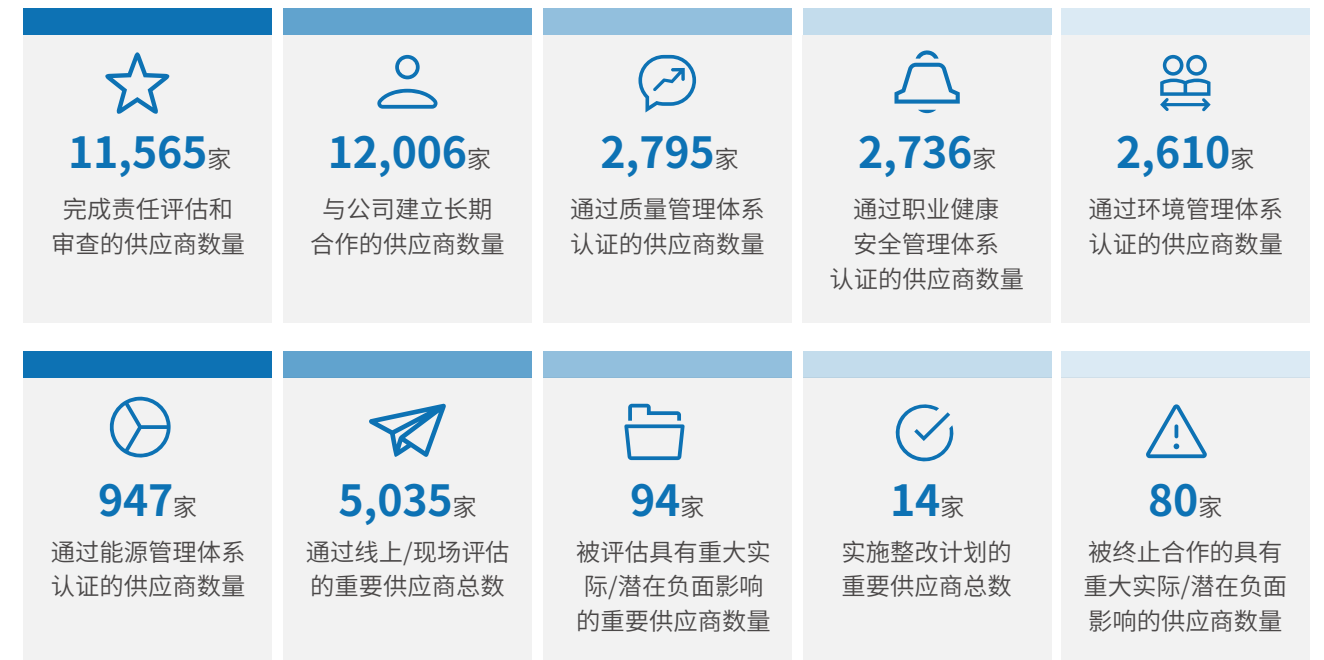 11,565家
完成责任评估和
审查的供应商数量
12,006家
与公司建立长期
合作的供应商数量
2,795家
通过质量管理体系
认证的供应商数量
2,736家
通过职业健康
安全管理体系
认证的供应商数量
2,610家
通过环境管理体系
认证的供应商数量
947家
通过能源管理体系
认证的供应商数量
5,035家
通过线上/现场评估
的重要供应商总数
94家
被评估具有重大实
际/潜在负面影响
的重要供应商数量
14家
实施整改计划的
重要供应商总数
80家
被终止合作的具有
重大实际/潜在负面
影响的供应商数量